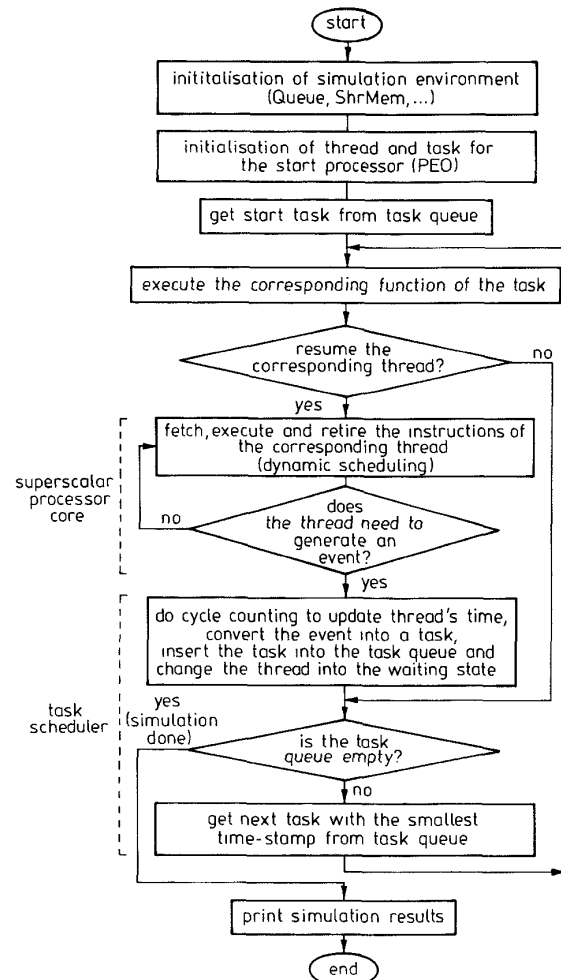 start
inititalisation of simulation environment
(Queue, ShrMem, ...)
initialisation of thread and task for
the start processor (PEO)
get start task from task queue
execute the corresponding function of the task
resume the
corresponding thread?
no
yes
fetch, execute and retire the instructions of
the corresponding thread
(dynamic scheduling)
superscalar
processor
core
does
the thread need to
generate an
event?
no
yes
do cycle counting to update thread's time,
convert the event into a task,
insert the task into the task queue and
change the thread into the waiting state
task
scheduler
yes
(simulation
done)
is the task
queue empty?
no
get next task with the smallest
time-stamp from task queue
print simulation results
end